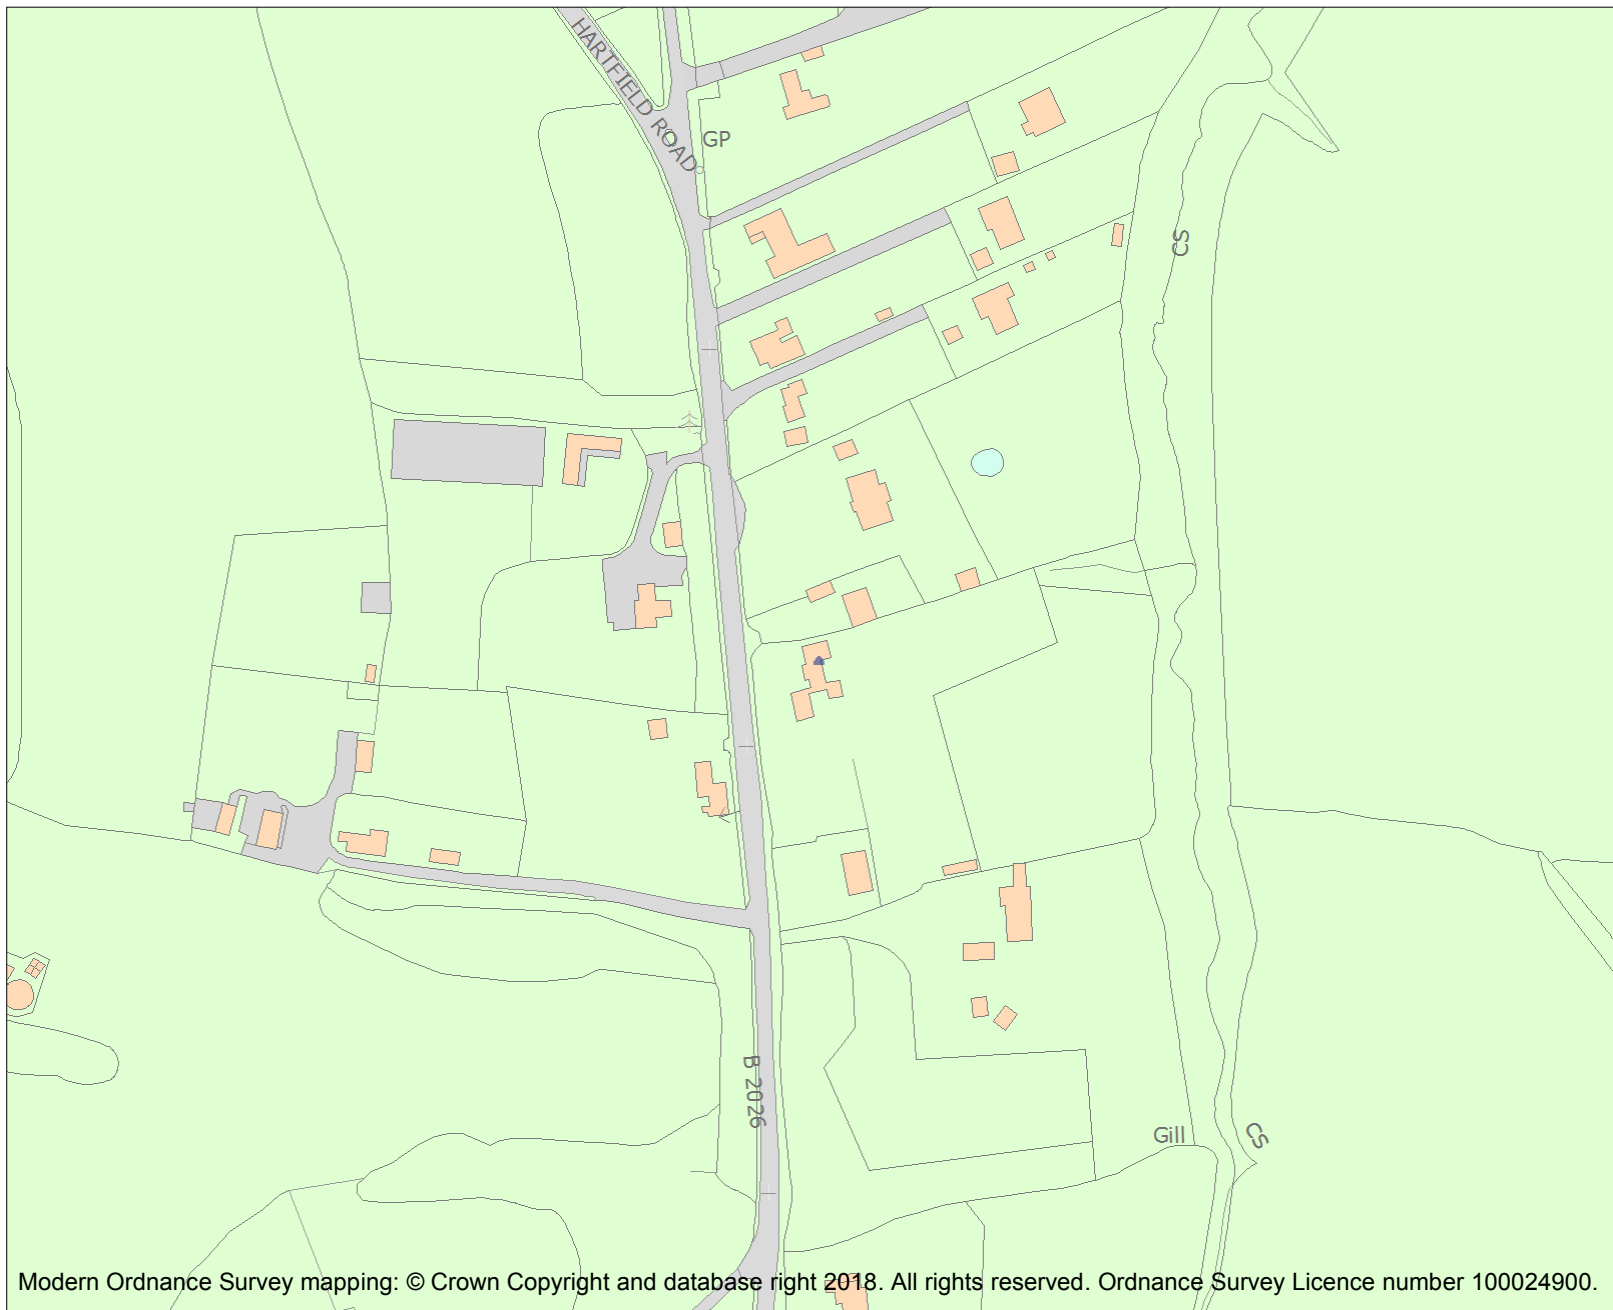 HARTFIELD ROAD
GP
CS
B 2026
Gill
CS
Modern Ordnance Survey mapping: © Crown Copyright and database right 2018. All rights reserved. Ordnance Survey Licence number 100024900.